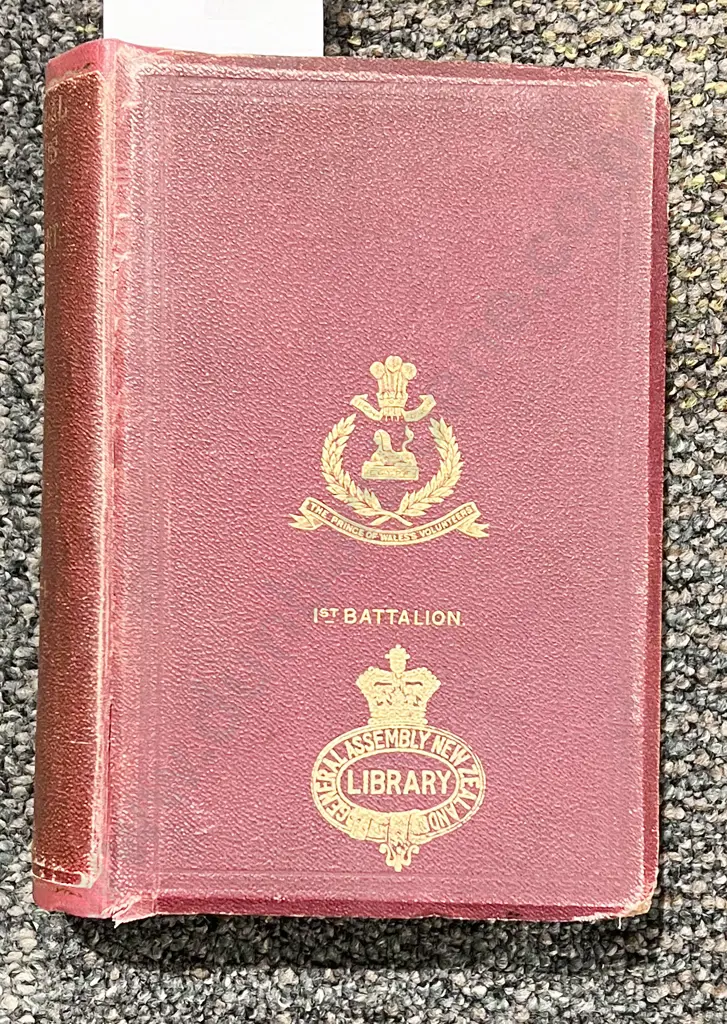 THE PRINCE OF WALES'S VOLUNTEERS
1ST BATTALION.
GENERAL ASSEMBLY NEW ZEALAND
LIBRARY